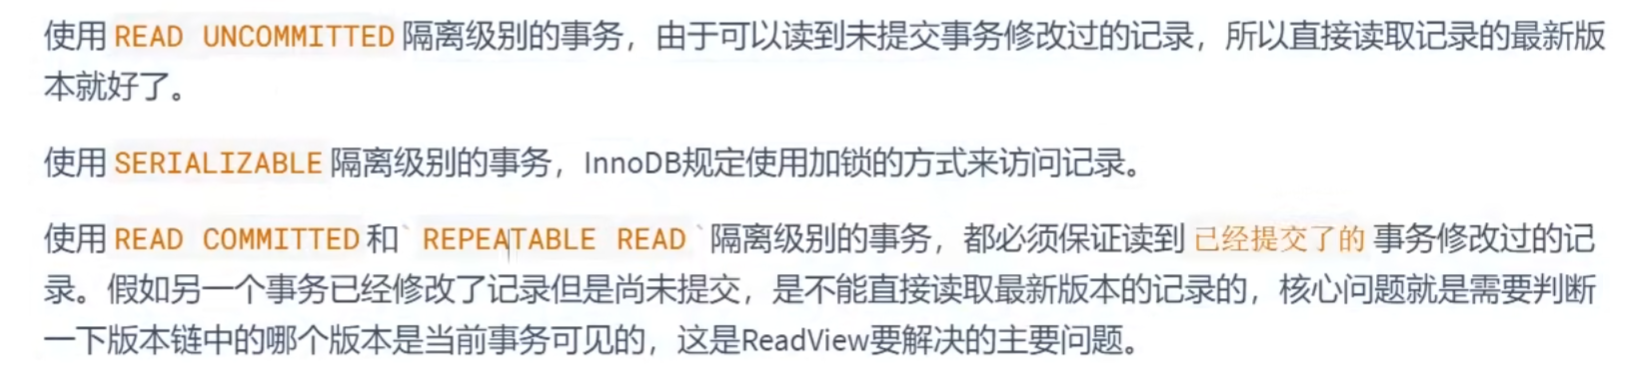 使用 READ UNCOMMITTED 隔离级别的事务，由于可以读到未提交事务修改过的记录，所以直接读取记录的最新版
本就好了。
使用 SERIALIZABLE 隔离级别的事务，InnoDB规定使用加锁的方式来访问记录。
使用 READ COMMITTED 和` REPEATABLE READ `隔离级别的事务，都必须保证读到 已经提交了的 事务修改过的记
录。假如另一个事务已经修改了记录但是尚未提交，是不能直接读取最新版本的记录的，核心问题就是需要判断
一下版本链中的哪个版本是当前事务可见的，这是ReadView要解决的主要问题。